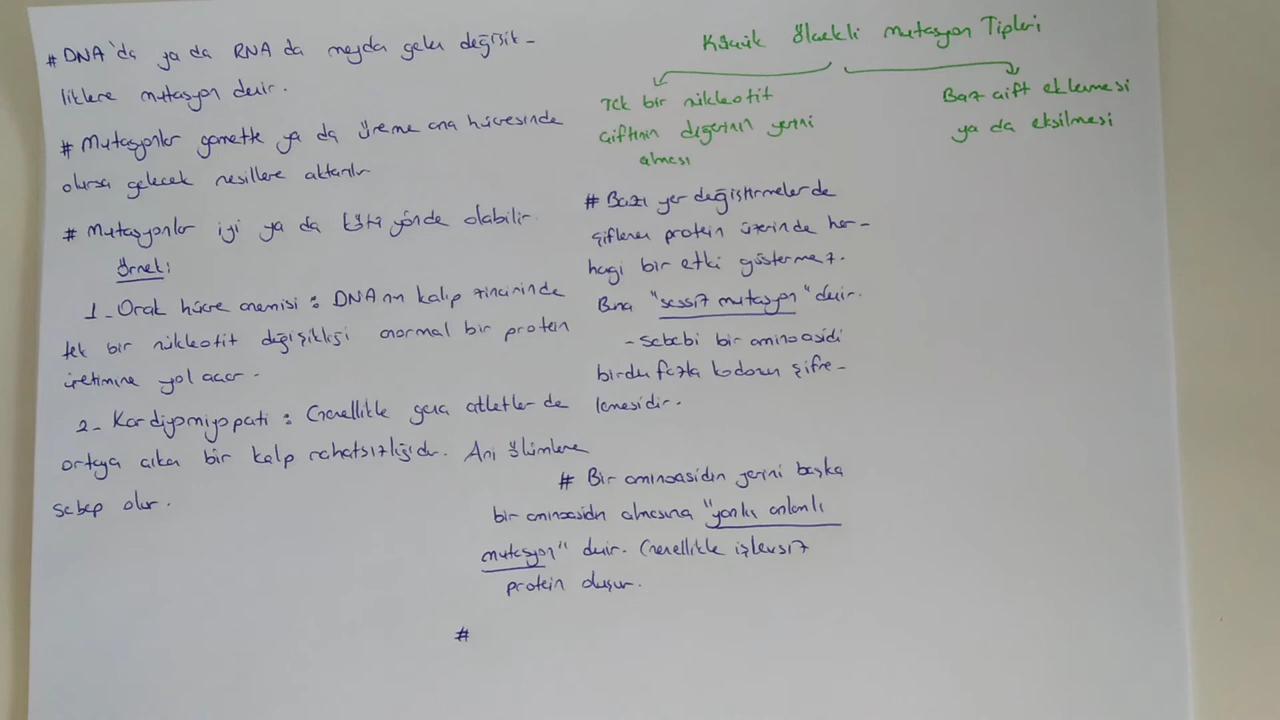 # DNA'da ya da RNA da meyda gelen değişik-
liklere mutasyon denir.
# Mutasyonlar gamette ya da üreme ana hücresinde
olursa gelecek nesillere aktarılır
# Mutasyonlar iyi ya da kötü yönde olabilir.
Örnek:
1- Orak hücre anemisi : DNA nın kalıp zincirinde
tek bir nükleotit değişikliği anormal bir protein
üretimine yol açar.
2- Kardiyomiyopati : Genellikle genç atletlerde
ortaya çıkan bir kalp rahatsızlığıdır. Ani ölümlere
sebep olur.
Küçük Ölçekli mutasyon Tipleri
Tek bir nükleotit
çiftinin diğerinin yerini
alması
Baz çift eklenmesi
ya da eksilmesi
# Bazı yer değiştirmelerde
şiflenen protein üzerinde her-
hagi bir etki göstermez.
Buna "sessiz mutasyon" denir.
- Sebebi bir aminoasidi
birden fazla kodonun şifre-
lemesidir.
# Bir aminoasidin yerini başka
bir aminoasidin almasına "yanlış anlamlı
mutasyon" denir. Genellikle işlevsiz
protein oluşur.
#